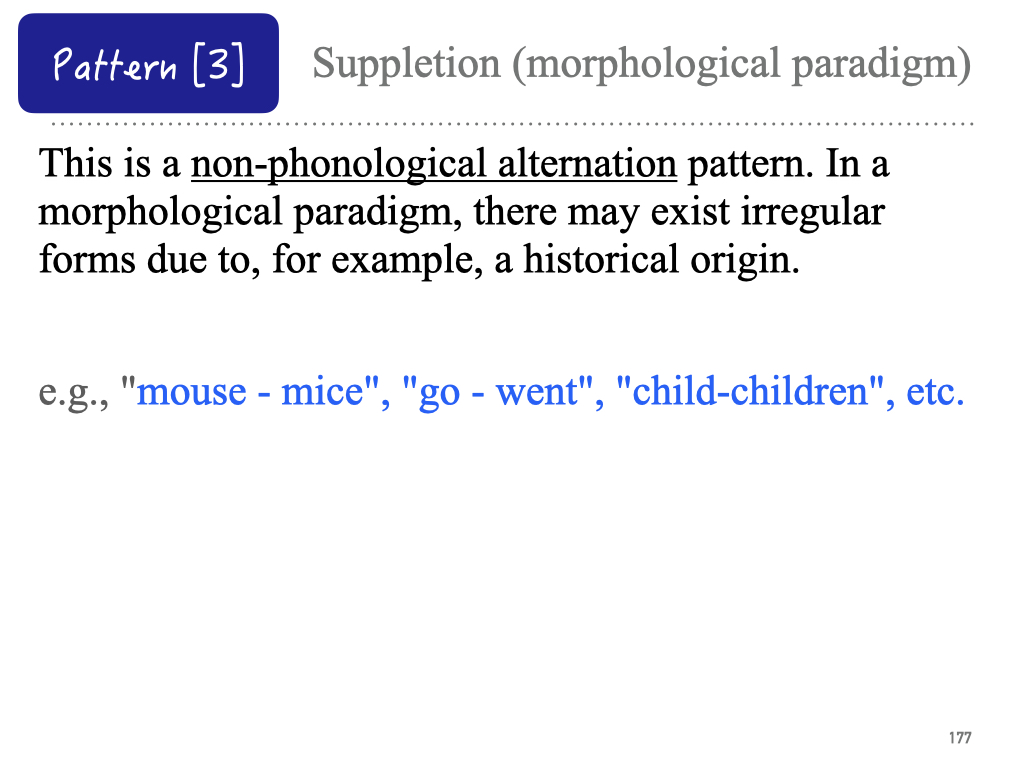 Pattern [3]
Suppletion (morphological paradigm)
This is a non-phonological alternation pattern. In a
morphological paradigm, there may exist irregular
forms due to, for example, a historical origin.
e.g., "mouse - mice", "go - went", "child-children", etc.
177